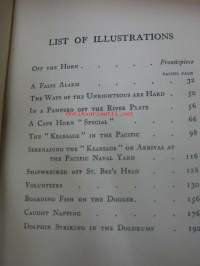 LIST OF ILLUSTRATIONS
OFF THE HORN . . . . Frontispiece
FACING PAGE
A FALSE ALARM . . . . 32
THE WAYS OF THE UNRIGHTEOUS ARE HARD . 50
IN A PAMPERO OFF THE RIVER PLATE . . 56
A CAPE HORN "SPECIAL" . . . 66
THE "KEARSAGE" IN THE PACIFIC . . 98
SERENADING THE "KEARSAGE" ON ARRIVAL AT
THE PACIFIC NAVAL YARD . . . 116
SHIPWRECKED OFF ST. BEE'S HEAD . . 128
VOLUNTEERS . . . . 130
BOARDING FISH ON THE DOGGER . . . 156
CAUGHT NAPPING . . . . 176
DOLPHIN STRIKING IN THE DOLDRUMS . . 192